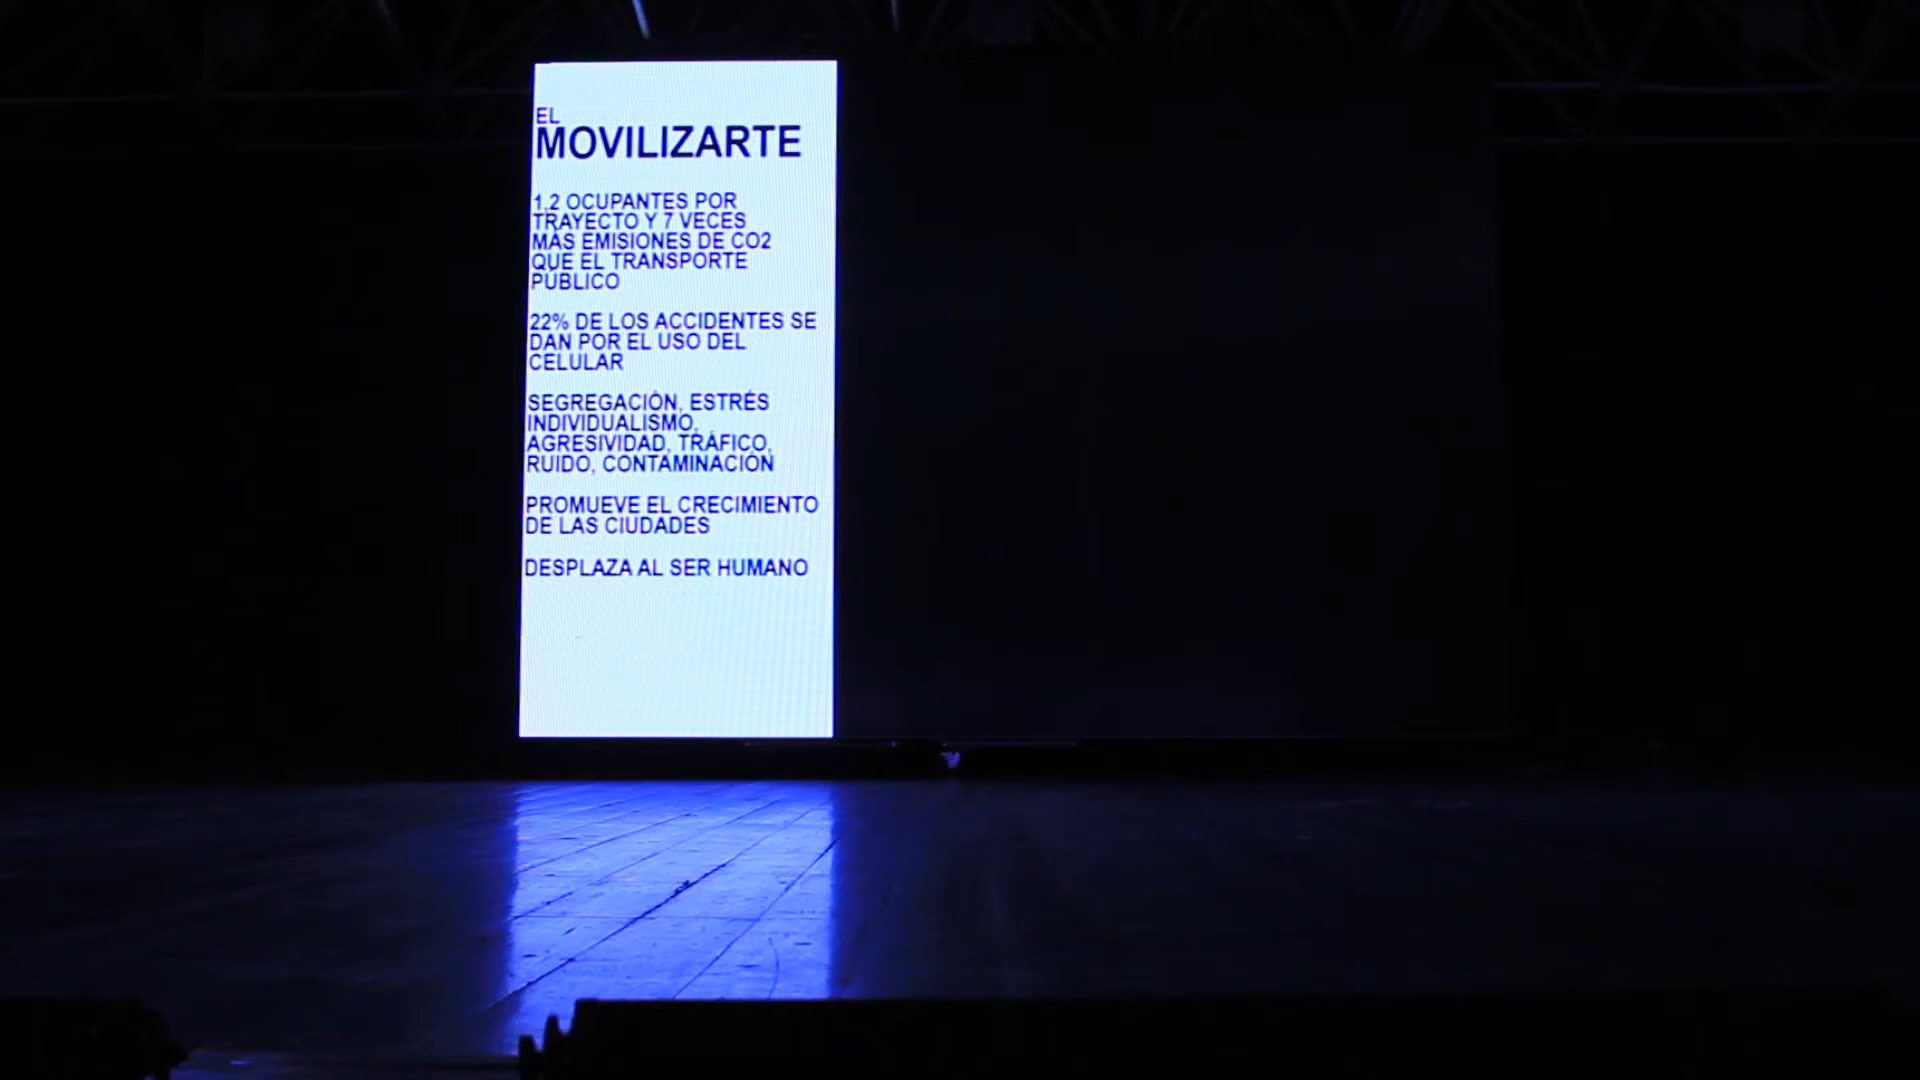 EL
MOVILIZARTE
1,2 OCUPANTES POR
TRAYECTO Y 7 VECES
MÁS EMISIONES DE CO2
QUE EL TRANSPORTE
PÚBLICO
22% DE LOS ACCIDENTES SE
DAN POR EL USO DEL
CELULAR
SEGREGACIÓN, ESTRÉS
INDIVIDUALISMO,
AGRESIVIDAD, TRÁFICO,
RUIDO, CONTAMINACIÓN
PROMUEVE EL CRECIMIENTO
DE LAS CIUDADES
DESPLAZA AL SER HUMANO